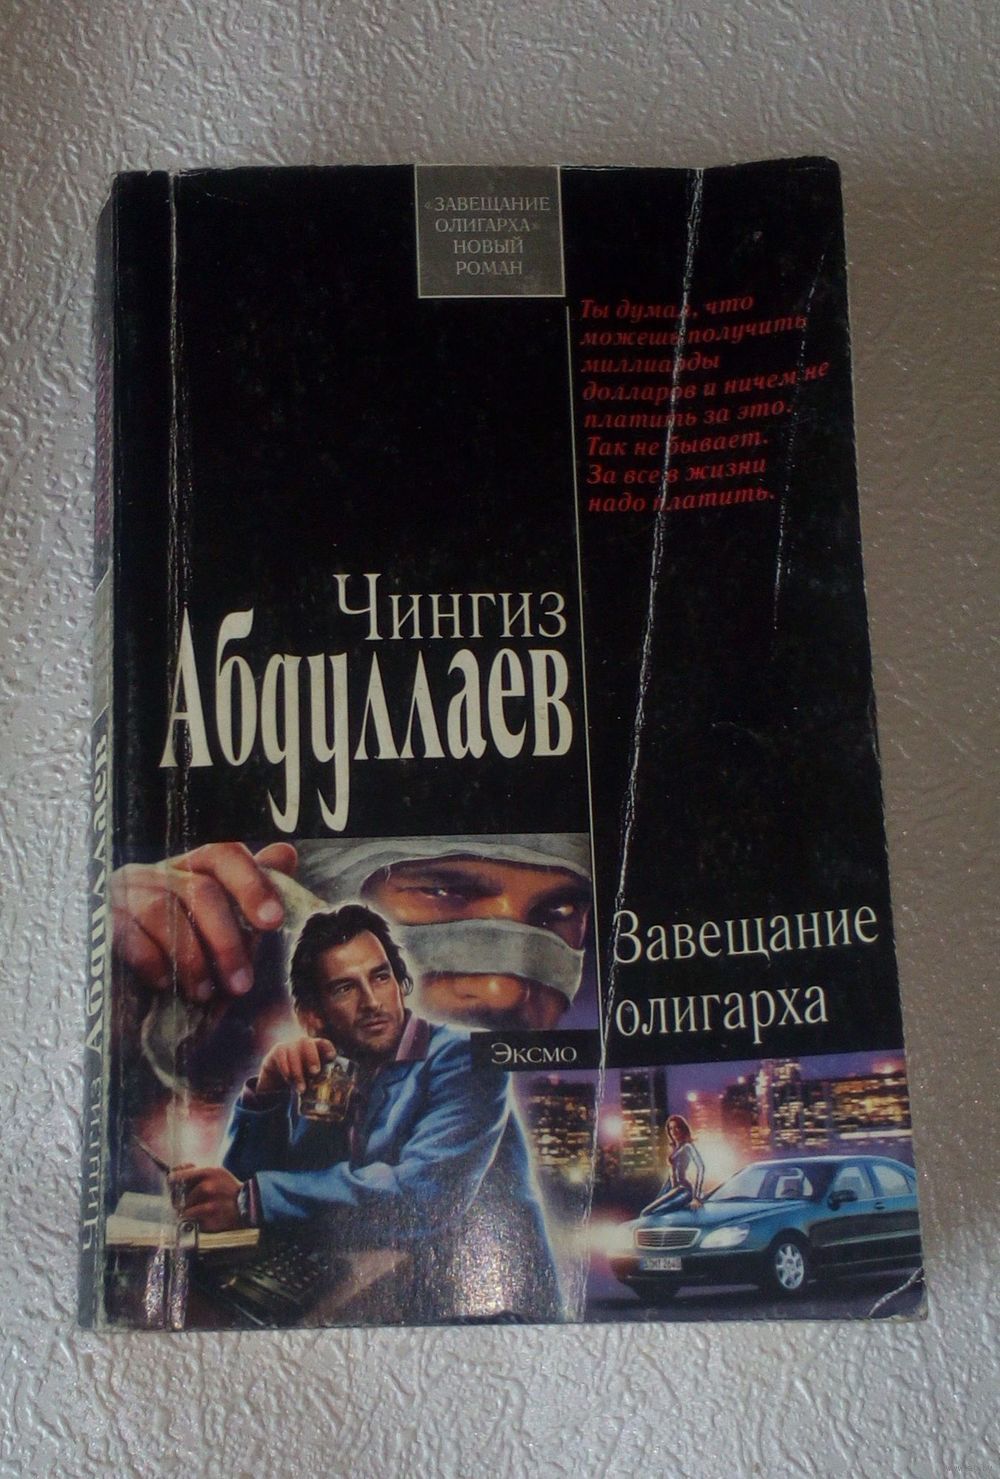 «ЗАВЕЩАНИЕ
ОЛИГАРХА»
НОВЫЙ
РОМАН
Ты думал, что
можешь получить
миллиарды
долларов и ничем не
платить за это.
Так не бывает.
За все в жизни
надо платить.
Чингиз
Абдуллаев
Завещание
олигарха
Эксмо
Чингиз Абдуллаев